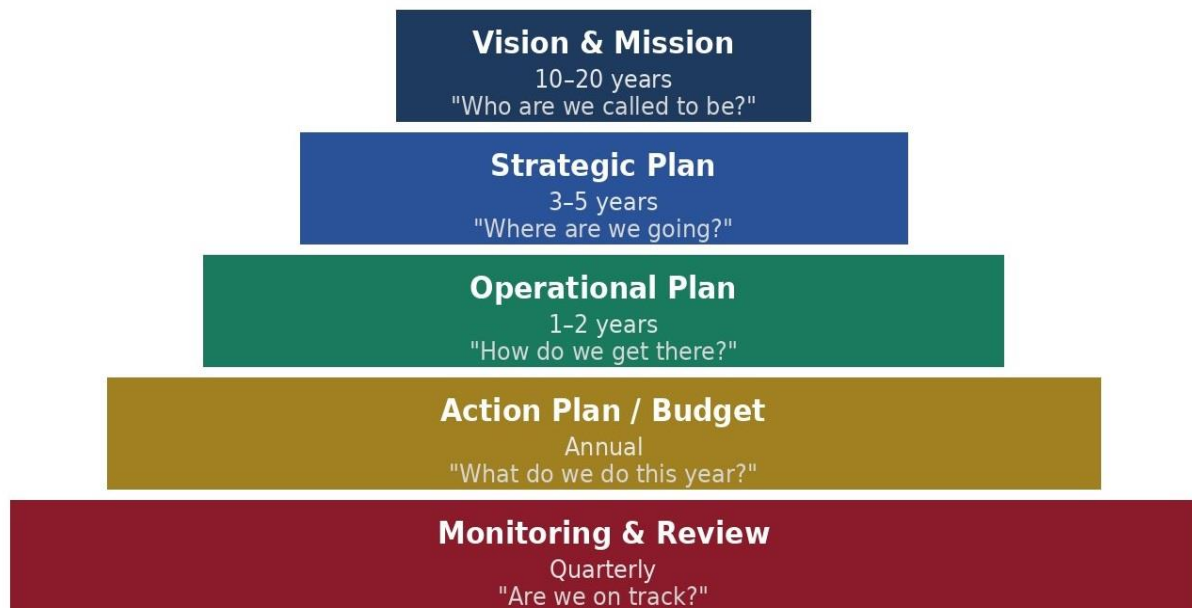 Vision & Mission
10–20 years
"Who are we called to be?"
Strategic Plan
3–5 years
"Where are we going?"
Operational Plan
1–2 years
"How do we get there?"
Action Plan / Budget
Annual
"What do we do this year?"
Monitoring & Review
Quarterly
"Are we on track?"